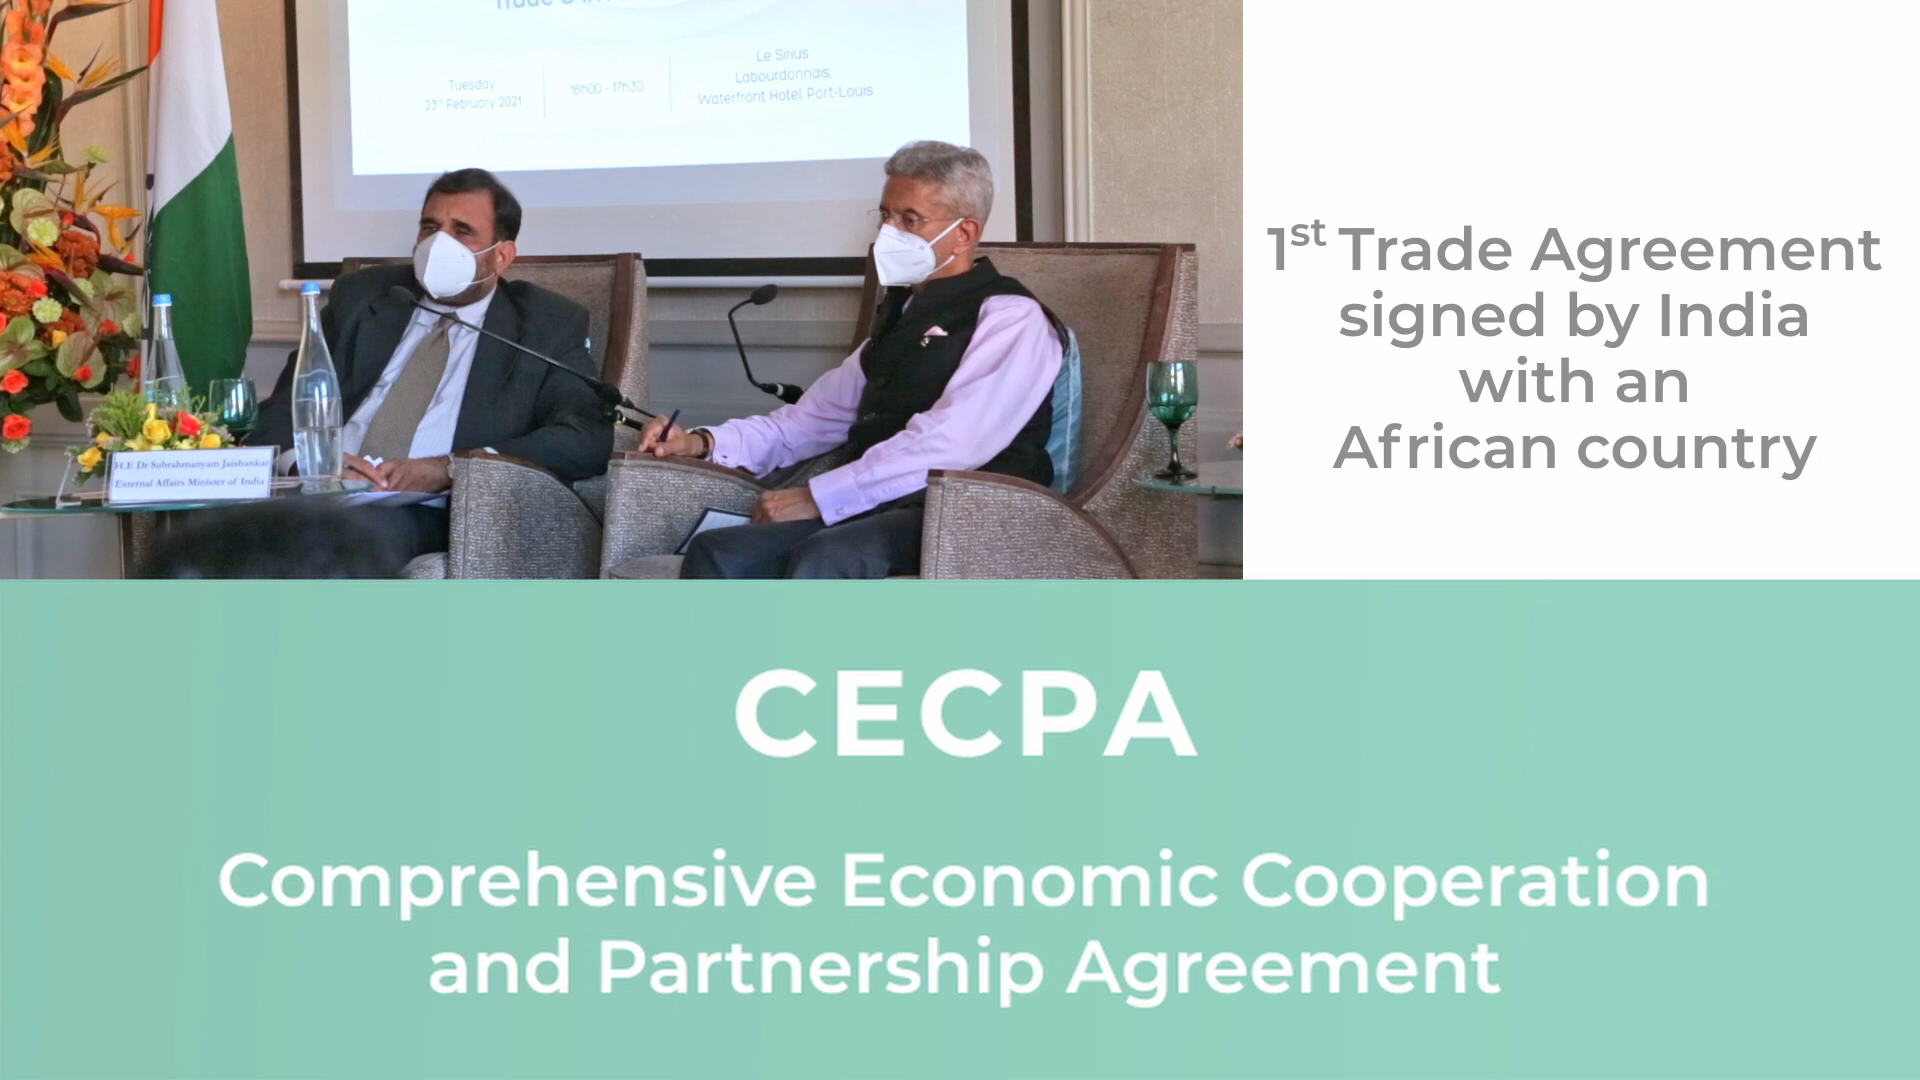 Trade &
Tuesday
23rd February 2021
16h00 - 17h30
Le Sirius
Labourdonnais,
Waterfront Hotel Port-Louis
H.E Dr Subrahmanyam Jaishankar
External Affairs Minister of India
1st Trade Agreement
signed by India
with an
African country
CECPA
Comprehensive Economic Cooperation
and Partnership Agreement